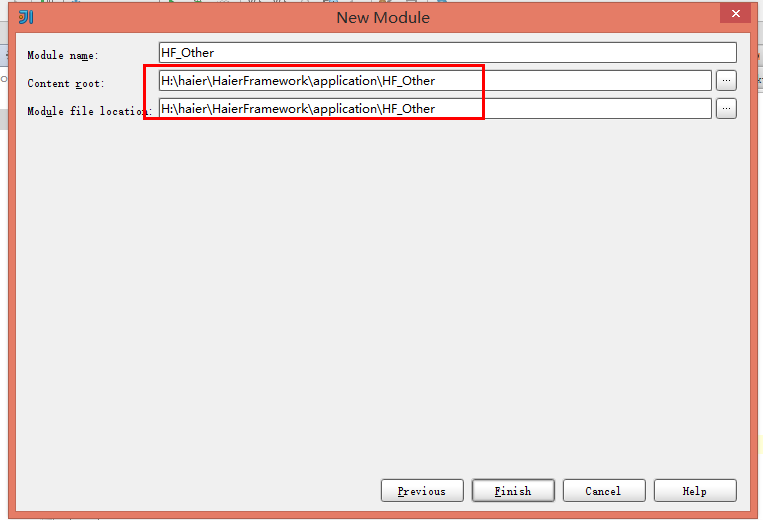 New Module
Module name: HF_Other
Content root: H:\haier\HaierFramework\application\HF_Other ...
Module file location: H:\haier\HaierFramework\application\HF_Other ...
Previous Finish Cancel Help